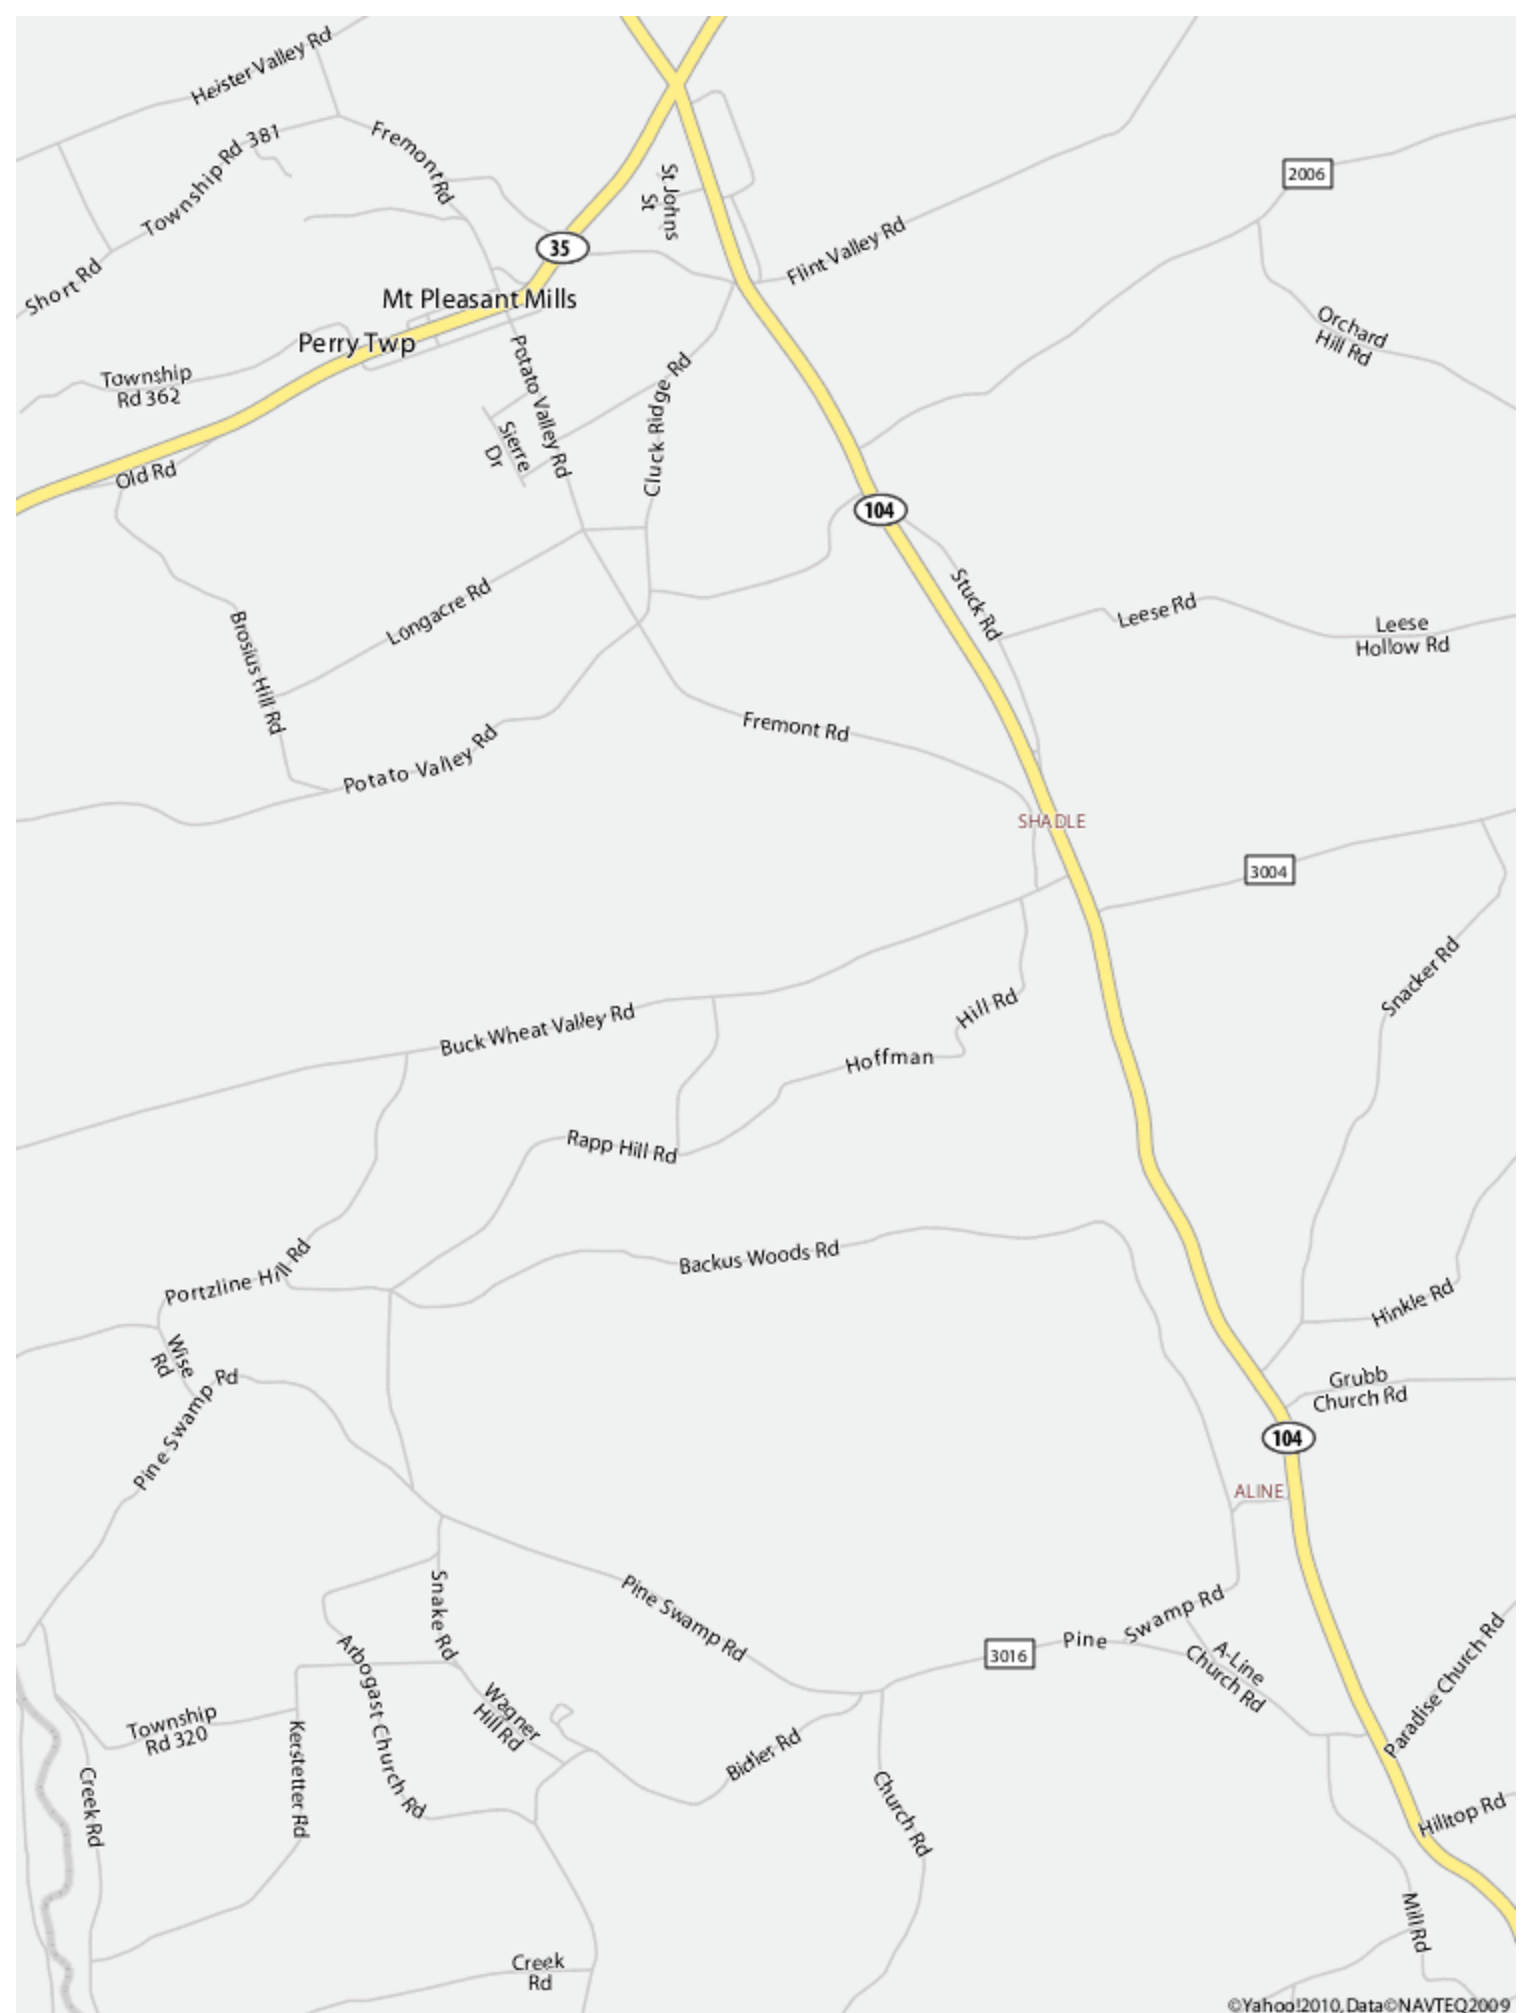 Heister Valley Rd
Township Rd 381
Fremont Rd
St Johns
St
2006
Short Rd
35
Flint Valley Rd
Mt Pleasant Mills
Perry Twp
Orchard
Hill Rd
Township
Rd 362
Potato Valley Rd
Cluck Ridge Rd
Sierre
Dr
Old Rd
104
Stuck Rd
Longacre Rd
Leese Rd
Leese
Hollow Rd
Brosius Hill Rd
Fremont Rd
Potato Valley Rd
SHADLE
3004
Snacker Rd
Buck Wheat Valley Rd
Hill Rd
Hoffman
Rapp Hill Rd
Backus Woods Rd
Portzline Hill Rd
Hinkle Rd
Wise
Rd
Pine Swamp Rd
Grubb
Church Rd
104
ALINE
Snake Rd
Pine Swamp Rd
Pine Swamp Rd
3016
A-Line
Church Rd
Paradise Church Rd
Arbogast Church Rd
Wagner
Hill Rd
Township
Rd 320
Kerstetter Rd
Bidler Rd
Creek Rd
Church Rd
Hilltop Rd
Mill Rd
Creek
Rd
©Yahoo!2010, Data©NAVTEQ2009